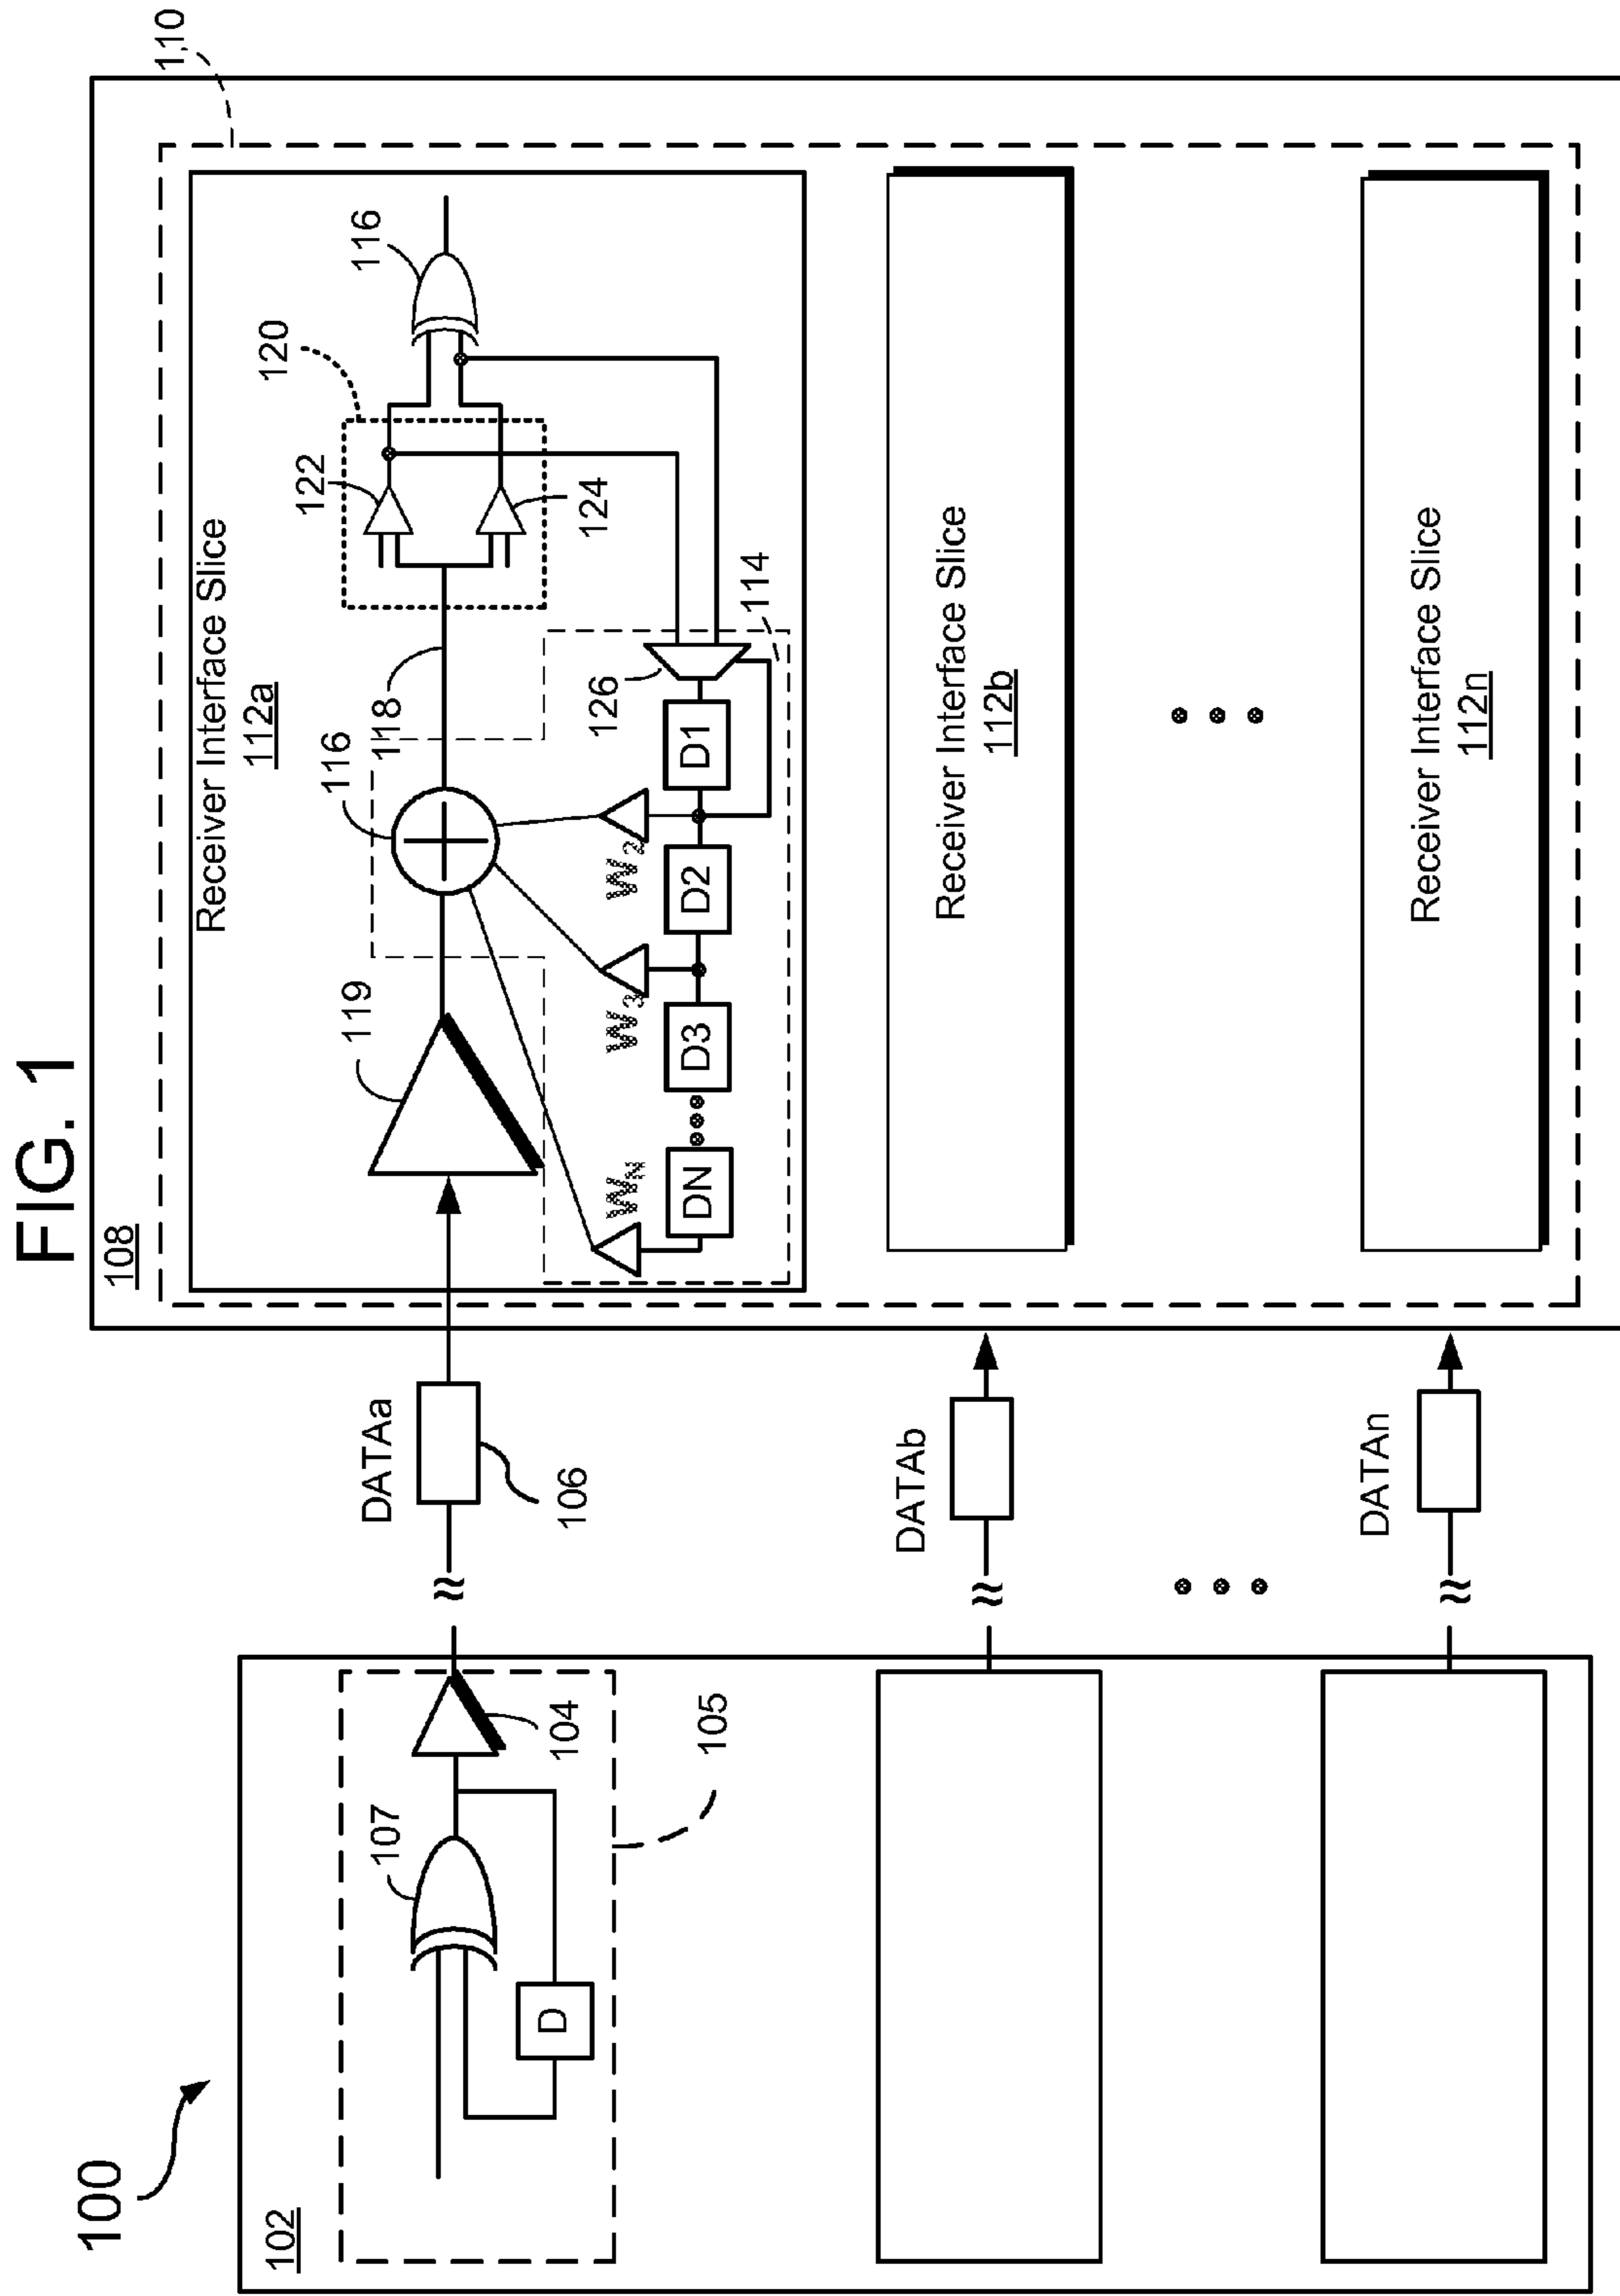 FIG. 1
100
102
107
D
104
105
DATAa
106
DATAb
DATAn
108
110
Receiver Interface Slice
112a
119
116
118
120
122
124
116
126
114
W2
W3
WN
D1
D2
D3
DN
Receiver Interface Slice
112b
Receiver Interface Slice
112n